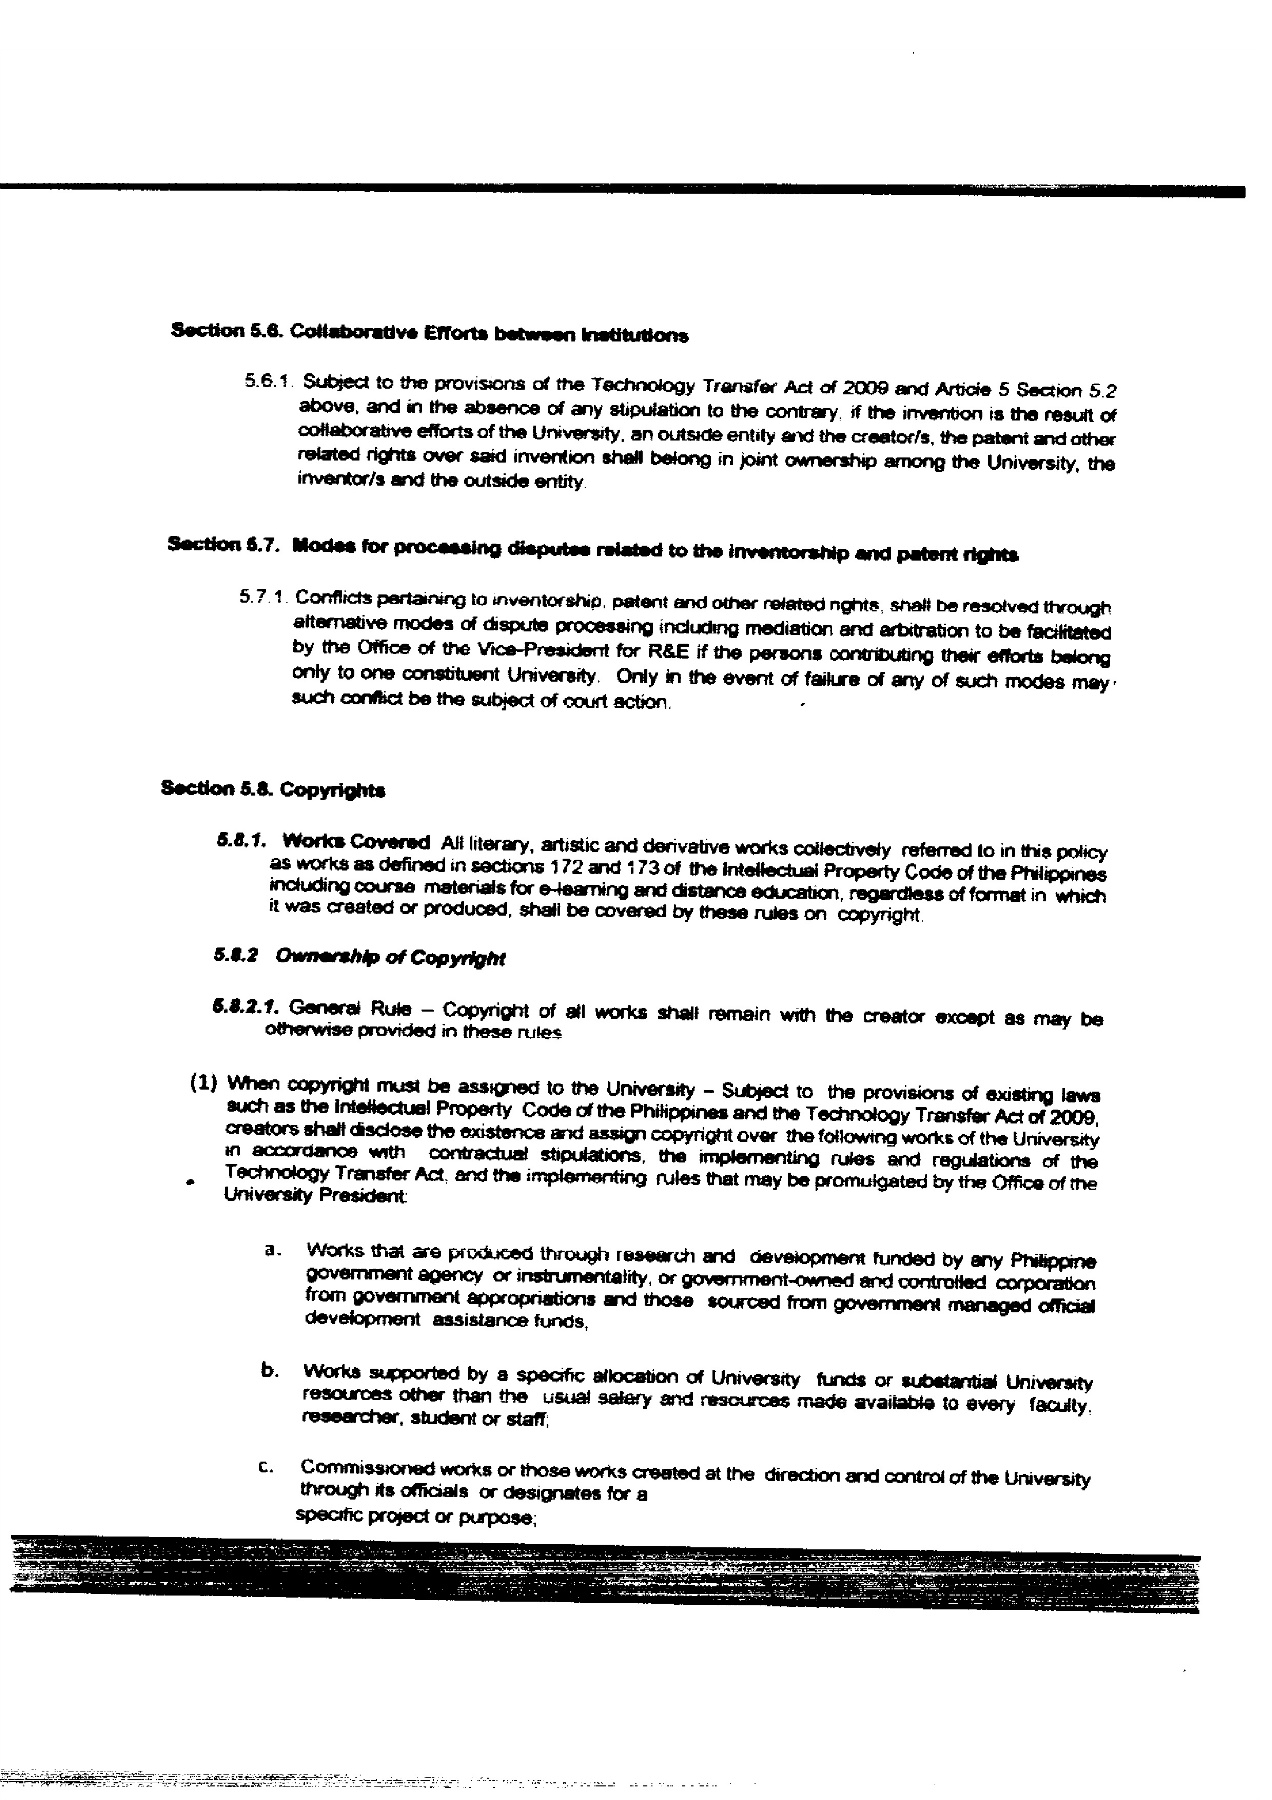 Section 5.6. Collaborative Efforts between Institutions
5.6.1. Subject to the provisions of the Technology Transfer Act of 2009 and Article 5 Section 5.2
above, and in the absence of any stipulation to the contrary, if the invention is the result of
collaborative efforts of the University, an outside entity and the creator/s, the patent and other
related rights over said invention shall belong in joint ownership among the University, the
inventor/s and the outside entity.
Section 5.7. Modes for processing disputes related to the inventorship and patent rights
5.7.1. Conflicts pertaining to inventorship, patent and other related rights, shall be resolved through
alternative modes of dispute processing including mediation and arbitration to be facilitated
by the Office of the Vice-President for R&E if the persons contributing their efforts belong
only to one constituent University. Only in the event of failure of any of such modes may
such conflict be the subject of court action.
Section 5.8. Copyrights
5.8.1. Works Covered All literary, artistic and derivative works collectively referred to in this policy
as works as defined in sections 172 and 173 of the Intellectual Property Code of the Philippines
including course materials for e-learning and distance education, regardless of format in which
it was created or produced, shall be covered by these rules on copyright.
5.8.2 Ownership of Copyright
5.8.2.1. General Rule – Copyright of all works shall remain with the creator except as may be
otherwise provided in these rules
(1) When copyright must be assigned to the University – Subject to the provisions of existing laws
such as the Intellectual Property Code of the Philippines and the Technology Transfer Act of 2009,
creators shall disclose the existence and assign copyright over the following works of the University
in accordance with contractual stipulations, the implementing rules and regulations of the
Technology Transfer Act, and the implementing rules that may be promulgated by the Office of the
University President:
a. Works that are produced through research and development funded by any Philippine
government agency or instrumentality, or government-owned and controlled corporation
from government appropriations and those sourced from government managed official
development assistance funds,
b. Works supported by a specific allocation of University funds or substantial University
resources other than the usual salary and resources made available to every faculty,
researcher, student or staff;
c. Commissioned works or those works created at the direction and control of the University
through its officials or designates for a
specific project or purpose;